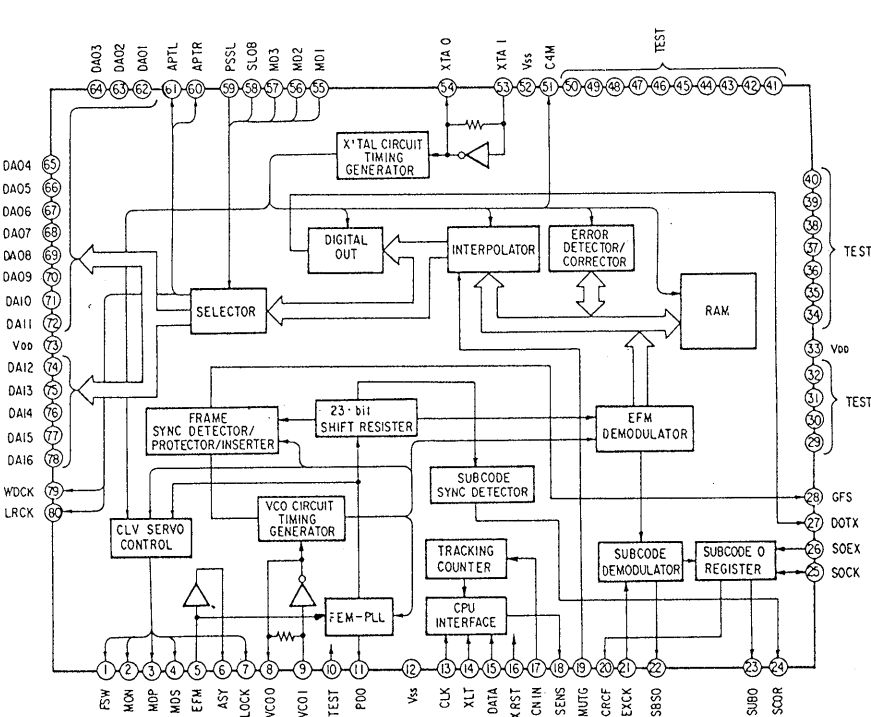 DA03
DA02
DA01
APTL
APTR
PSSL
SLOB
MD3
MD2
MD1
XTA 0
XTA 1
Vss
C4M
TEST
64
63
62
61
60
59
58
57
56
55
54
53
52
51
50
49
48
47
46
45
44
43
42
41
X'TAL CIRCUIT
TIMING
GENERATOR
DIGITAL
OUT
INTERPOLATOR
ERROR
DETECTOR/
CORRECTOR
RAM
SELECTOR
FRAME
SYNC DETECTOR/
PROTECTOR/INSERTER
23-bit
SHIFT RESISTER
EFM
DEMODULATOR
SUBCODE
SYNC DETECTOR
VCO CIRCUIT
TIMING
GENERATOR
CLV SERVO
CONTROL
TRACKING
COUNTER
SUBCODE
DEMODULATOR
SUBCODE 0
REGISTER
FEM-PLL
CPU
INTERFACE
DA04 65
DA05 66
DA06 67
DA07 68
DA08 69
DA09 70
DA10 71
DA11 72
VDD 73
DA12 74
DA13 75
DA14 76
DA15 77
DA16 78
WDCK 79
LRCK 80
40
39
38
37 TEST
36
35
34
33 VDD
32
31 TEST
30
29
28 GFS
27 DOTX
26 SOEX
25 SOCK
1
2
3
4
5
6
7
8
9
10
11
12
13
14
15
16
17
18
19
20
21
22
23
24
FSW
MON
MDP
MDS
EFM
ASY
LOCK
VCO0
VCO1
TEST
PDO
Vss
CLK
XLT
DATA
X.RST
CNIN
SENS
MUTG
CRCF
EXCK
SBSO
SUBO
SCOR